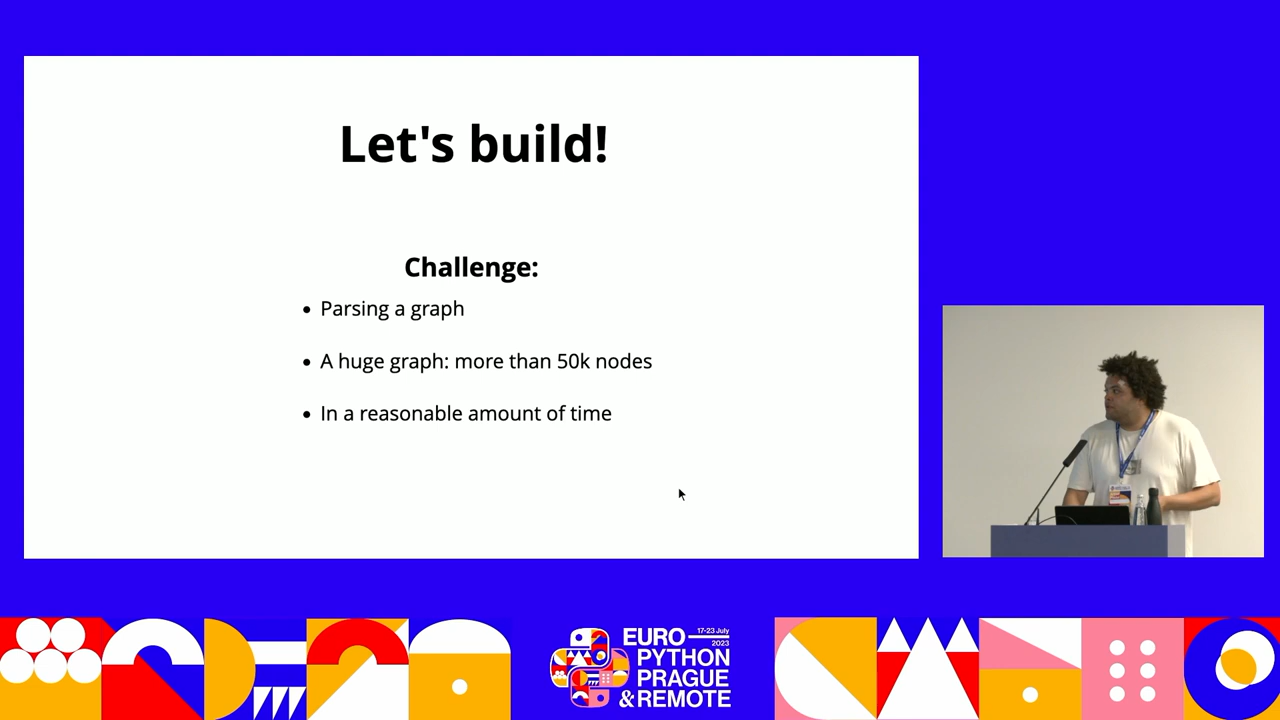 Let's build!
Challenge:
• Parsing a graph
• A huge graph: more than 50k nodes
• In a reasonable amount of time
EURO 17-23 July 2023
PYTHON
PRAGUE
& REMOTE